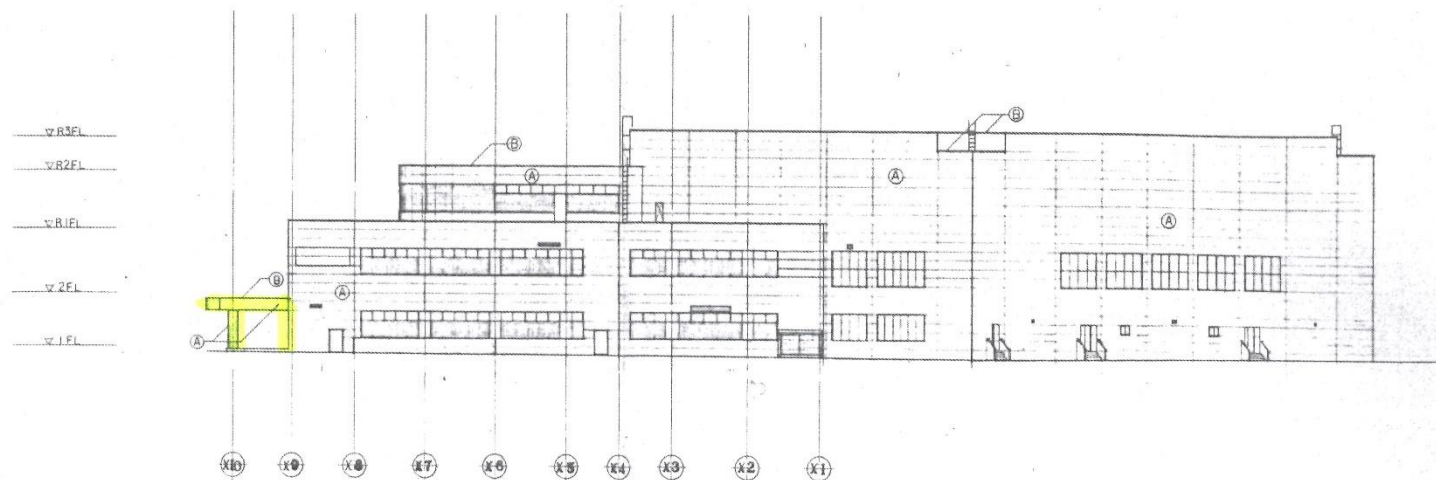 ▽ R3FL
▽ R2FL
▽ R1FL
▽ 2FL
▽ 1FL
B
B
A
A
A
B
A
A
X10 X9 X8 X7 X6 X5 X4 X3 X2 X1